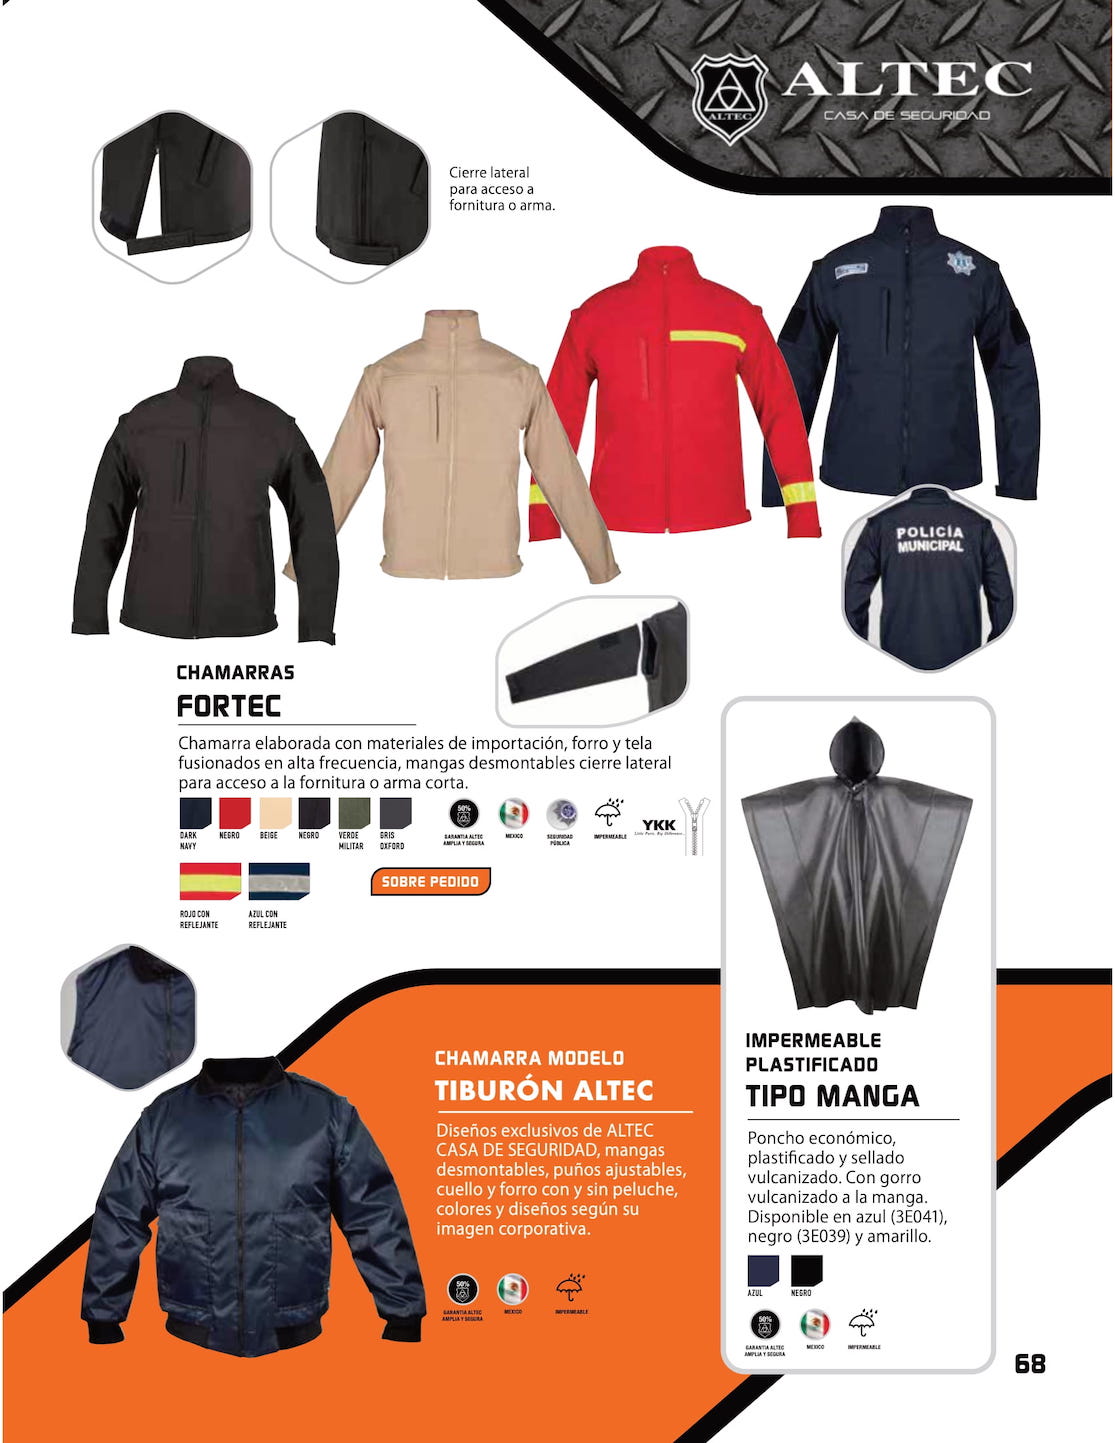 ALTEC
ALTEC
CASA DE SEGURIDAD
Cierre lateral
para acceso a
fornitura o arma.
POLICÍA
MUNICIPAL
CHAMARRAS
FORTEC
Chamarra elaborada con materiales de importación, forro y tela
fusionados en alta frecuencia, mangas desmontables cierre lateral
para acceso a la fornitura o arma corta.
DARK
NAVY
NEGRO
BEIGE
NEGRO
VERDE
MILITAR
GRIS
OXFORD
50%
GARANTIA ALTEC
AMPLIA Y SEGURA
MEXICO
SEGURIDAD
PÚBLICA
IMPERMEABLE
YKK
Little Parts. Big Difference.
ROJO CON
REFLEJANTE
AZUL CON
REFLEJANTE
SOBRE PEDIDO
CHAMARRA MODELO
TIBURÓN ALTEC
Diseños exclusivos de ALTEC
CASA DE SEGURIDAD, mangas
desmontables, puños ajustables,
cuello y forro con y sin peluche,
colores y diseños según su
imagen corporativa.
50%
GARANTIA ALTEC
AMPLIA Y SEGURA
MEXICO
IMPERMEABLE
IMPERMEABLE
PLASTIFICADO
TIPO MANGA
Poncho económico,
plastificado y sellado
vulcanizado. Con gorro
vulcanizado a la manga.
Disponible en azul (3E041),
negro (3E039) y amarillo.
AZUL
NEGRO
50%
GARANTIA ALTEC
AMPLIA Y SEGURA
MEXICO
IMPERMEABLE
68